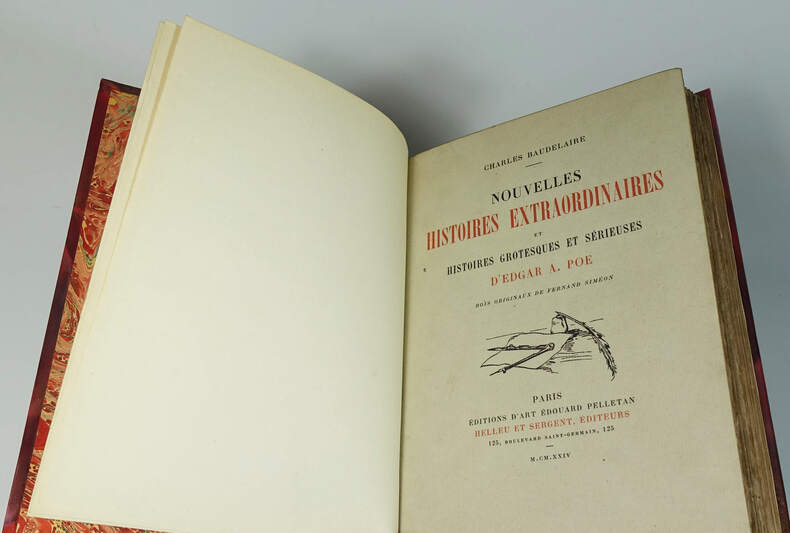 CHARLES BAUDELAIRE
NOUVELLES
HISTOIRES EXTRAORDINAIRES
ET
HISTOIRES GROTESQUES ET SÉRIEUSES
D'EDGAR A. POE
BOIS ORIGINAUX DE FERNAND SIMÉON
PARIS
ÉDITIONS D'ART ÉDOUARD PELLETAN
HELLEU ET SERGENT, ÉDITEURS
125, BOULEVARD SAINT-GERMAIN, 125
M.CM.XXIV